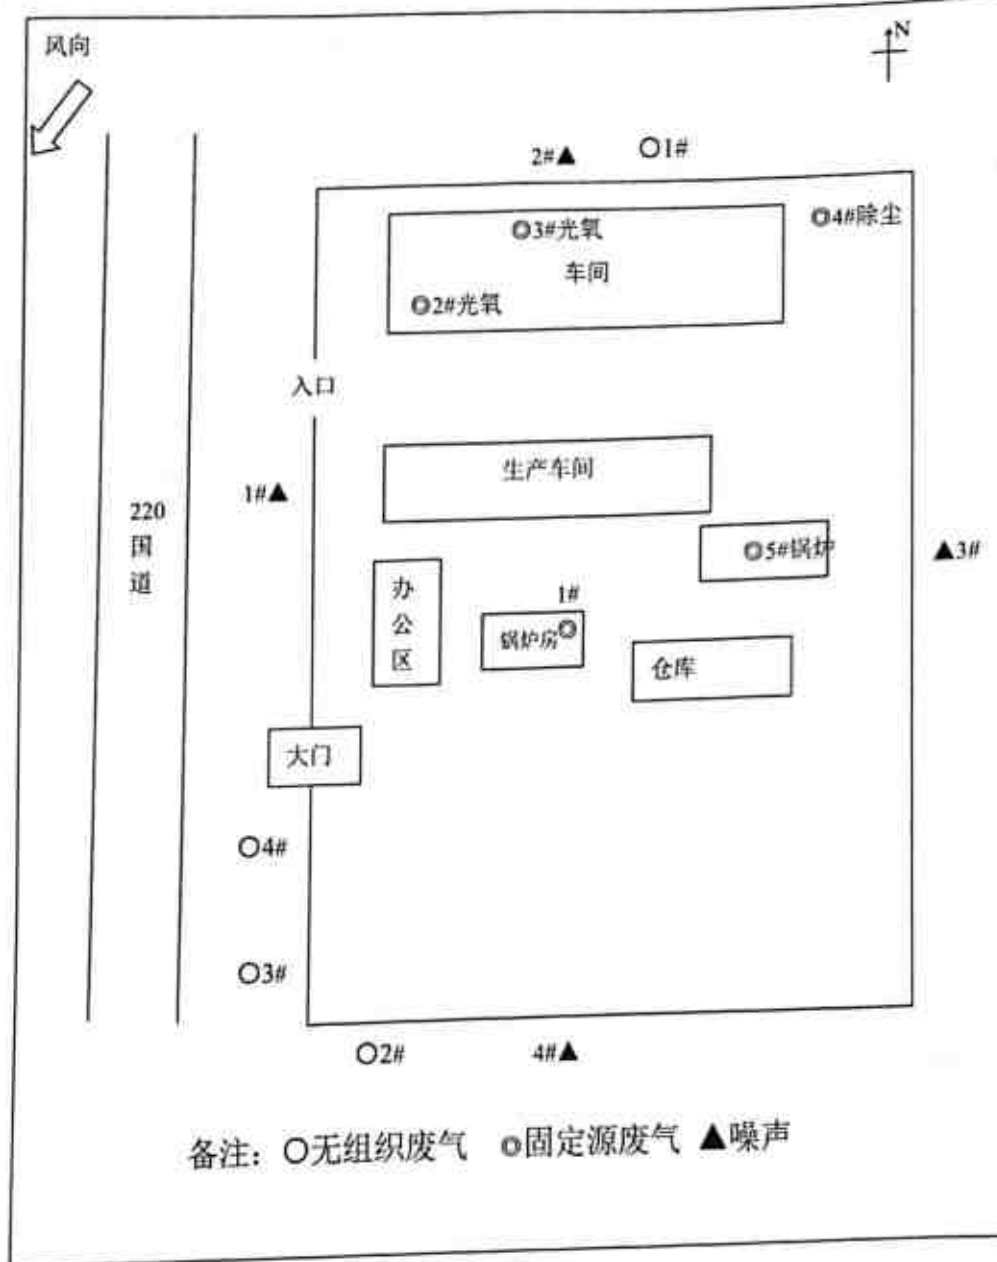 风向
N
2#▲
○1#
◎4#除尘
◎3#光氧
车间
◎2#光氧
入口
生产车间
1#▲
220
国
道
◎5#锅炉
▲3#
办
公
区
1#
锅炉房◎
仓库
大门
○4#
○3#
○2#
4#▲
备注：○无组织废气 ◎固定源废气 ▲噪声